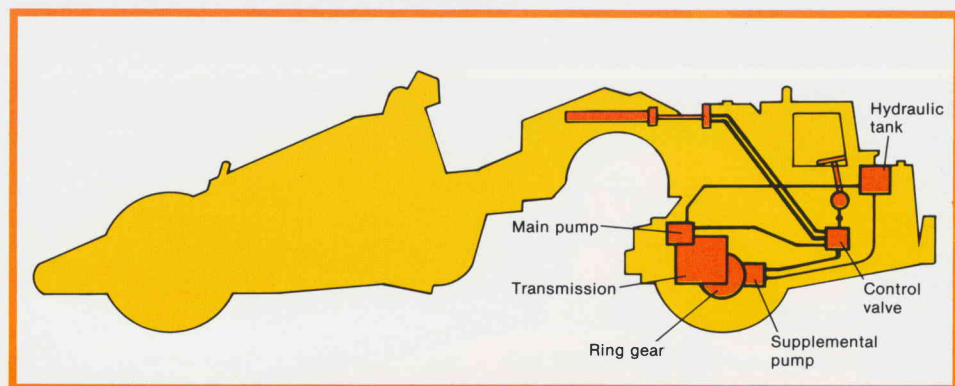 Hydraulic
tank
Main pump
Transmission
Control
valve
Ring gear
Supplemental
pump